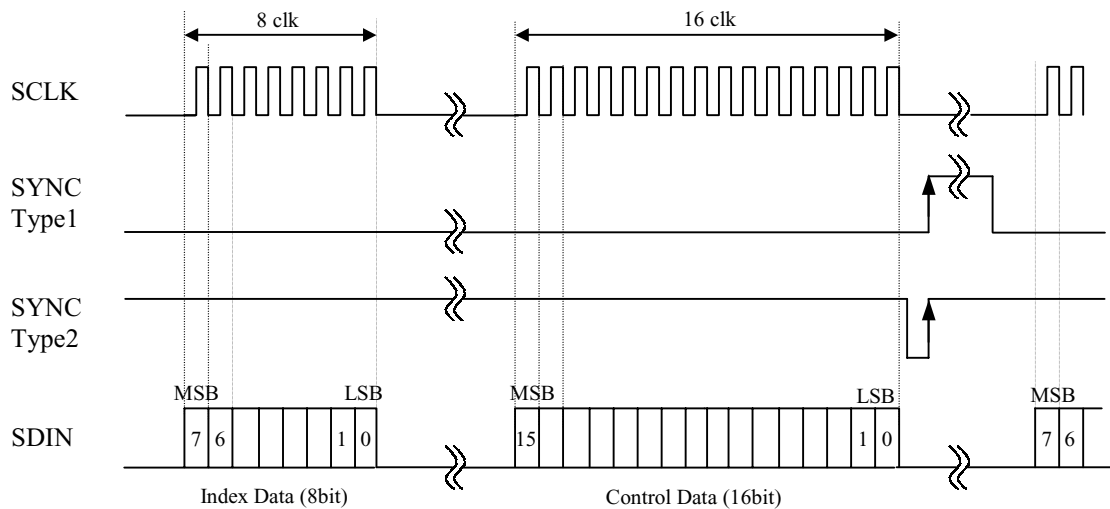 8 clk
16 clk
SCLK
SYNC
Type1
SYNC
Type2
MSB
LSB
MSB
LSB
MSB
SDIN
7 6 1 0
15 1 0
7 6
Index Data (8bit)
Control Data (16bit)